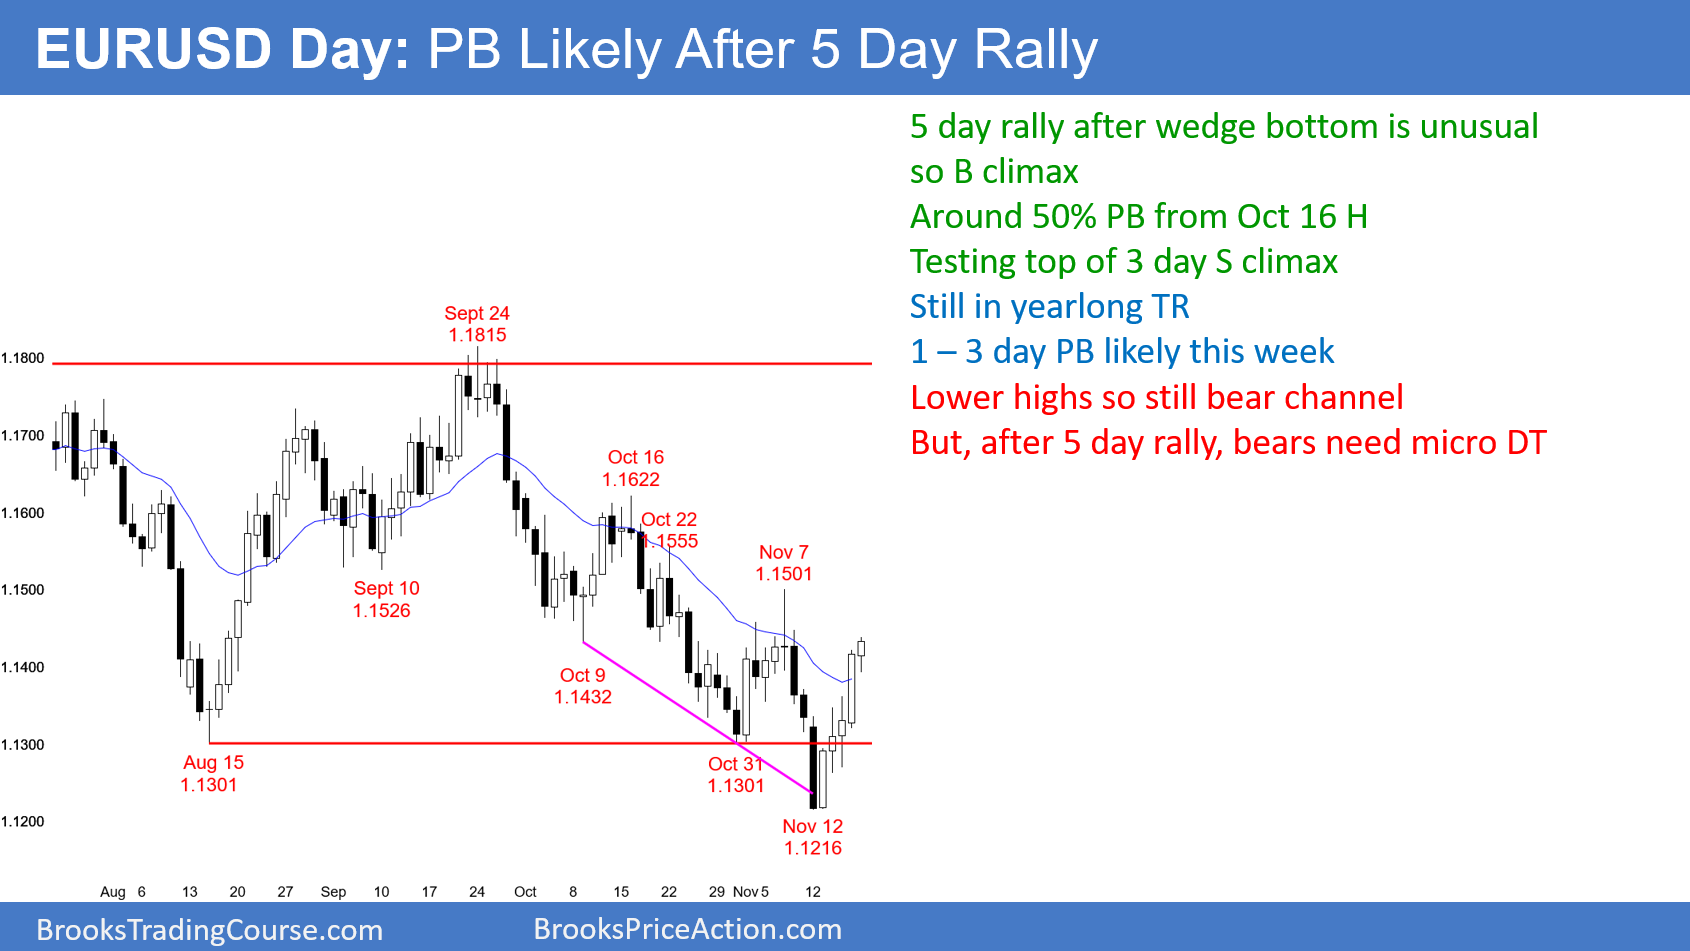 EURUSD Day: PB Likely After 5 Day Rally
5 day rally after wedge bottom is unusual
so B climax
Around 50% PB from Oct 16 H
Testing top of 3 day S climax
Still in yearlong TR
1 – 3 day PB likely this week
Lower highs so still bear channel
But, after 5 day rally, bears need micro DT
Sept 24
1.1815
1.1800
1.1700
Oct 16
1.1622
1.1600
Oct 22
1.1555
Nov 7
1.1501
1.1500
Sept 10
1.1526
1.1400
Oct 9
1.1432
1.1300
Aug 15
1.1301
Oct 31
1.1301
1.1200
Nov 12
1.1216
Aug 6 13 20 27 Sep 10 17 24 Oct 8 15 22 29 Nov 5 12
BrooksTradingCourse.com
BrooksPriceAction.com